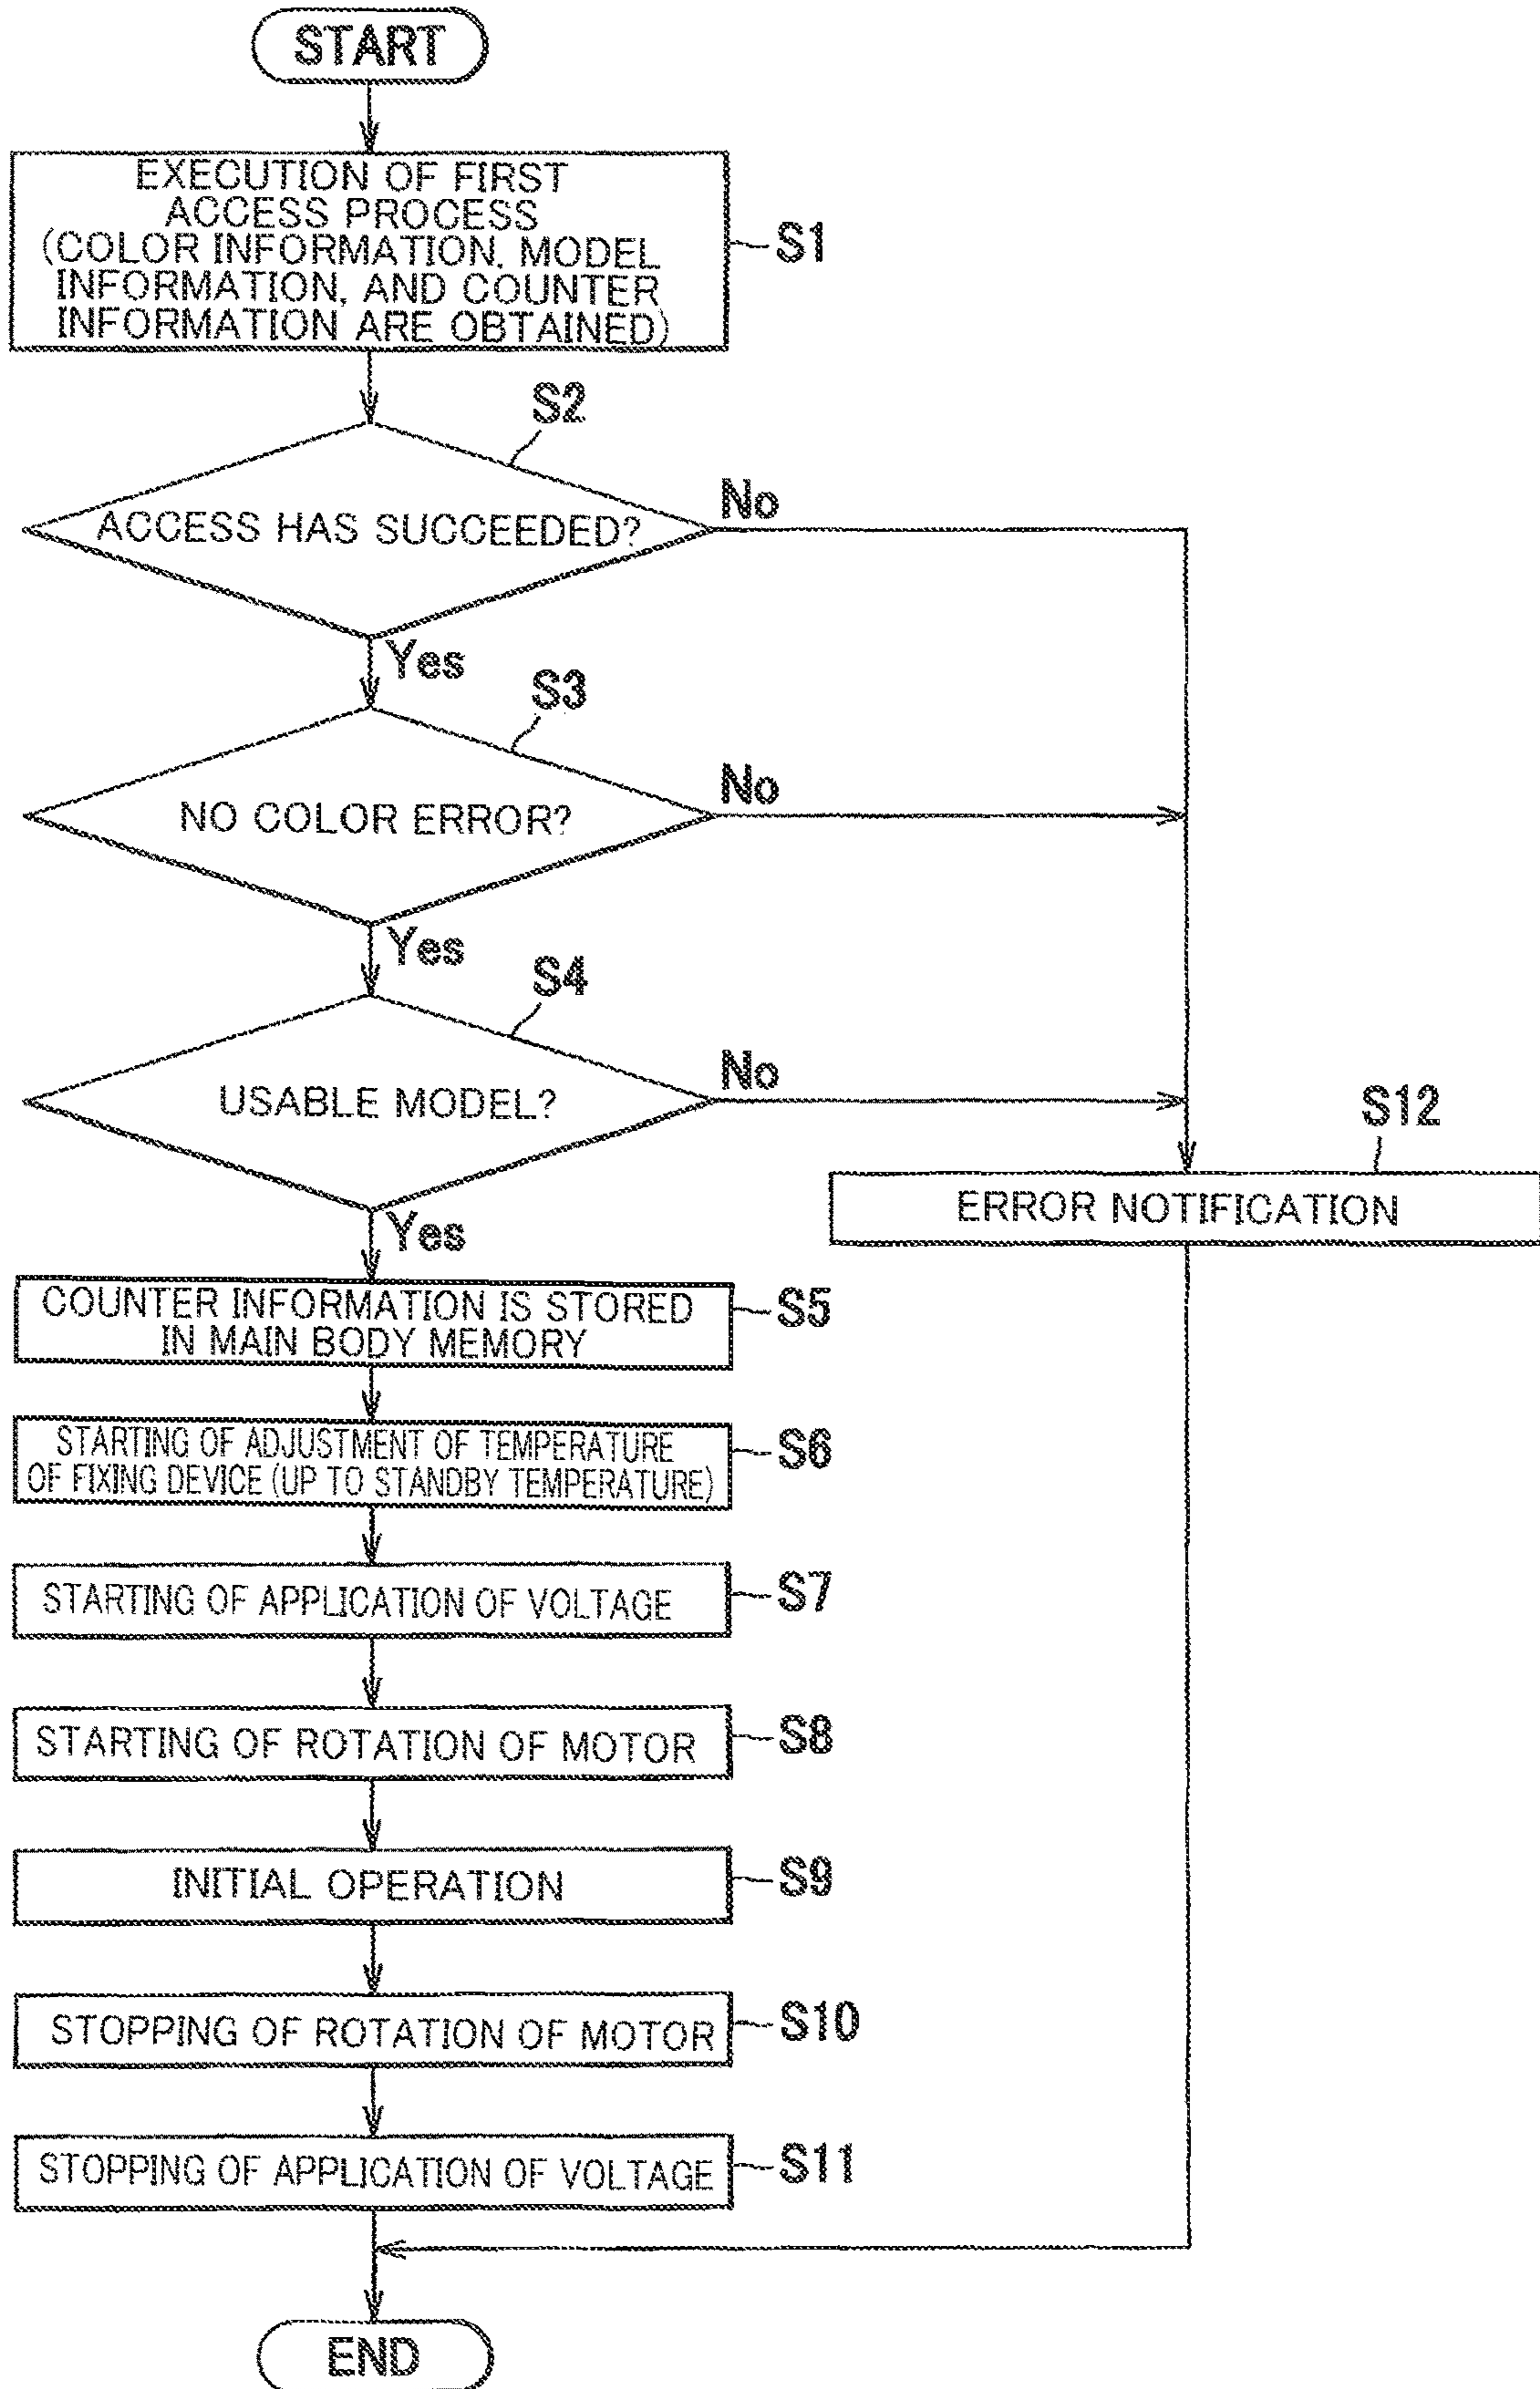 START
EXECUTION OF FIRST
ACCESS PROCESS
(COLOR INFORMATION, MODEL
INFORMATION, AND COUNTER
INFORMATION ARE OBTAINED)
S1
S2
ACCESS HAS SUCCEEDED?
No
Yes
S3
NO COLOR ERROR?
No
Yes
S4
USABLE MODEL?
No
Yes
S12
ERROR NOTIFICATION
COUNTER INFORMATION IS STORED
IN MAIN BODY MEMORY
S5
STARTING OF ADJUSTMENT OF TEMPERATURE
OF FIXING DEVICE (UP TO STANDBY TEMPERATURE)
S6
STARTING OF APPLICATION OF VOLTAGE
S7
STARTING OF ROTATION OF MOTOR
S8
INITIAL OPERATION
S9
STOPPING OF ROTATION OF MOTOR
S10
STOPPING OF APPLICATION OF VOLTAGE
S11
END